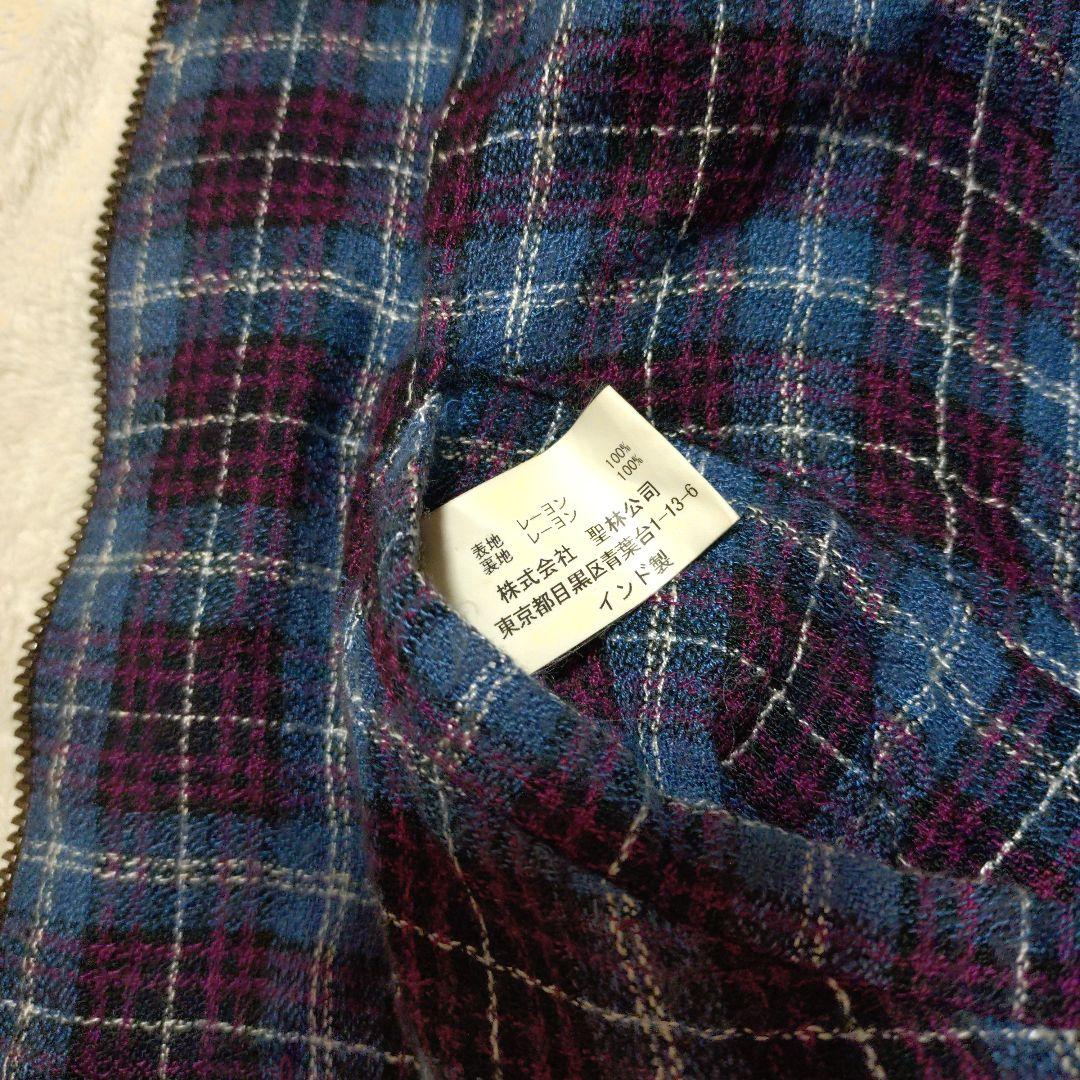 表地 レーヨン 100%
裏地 レーヨン 100%
株式会社 聖林公司
東京都目黒区青葉台1-13-6
インド製